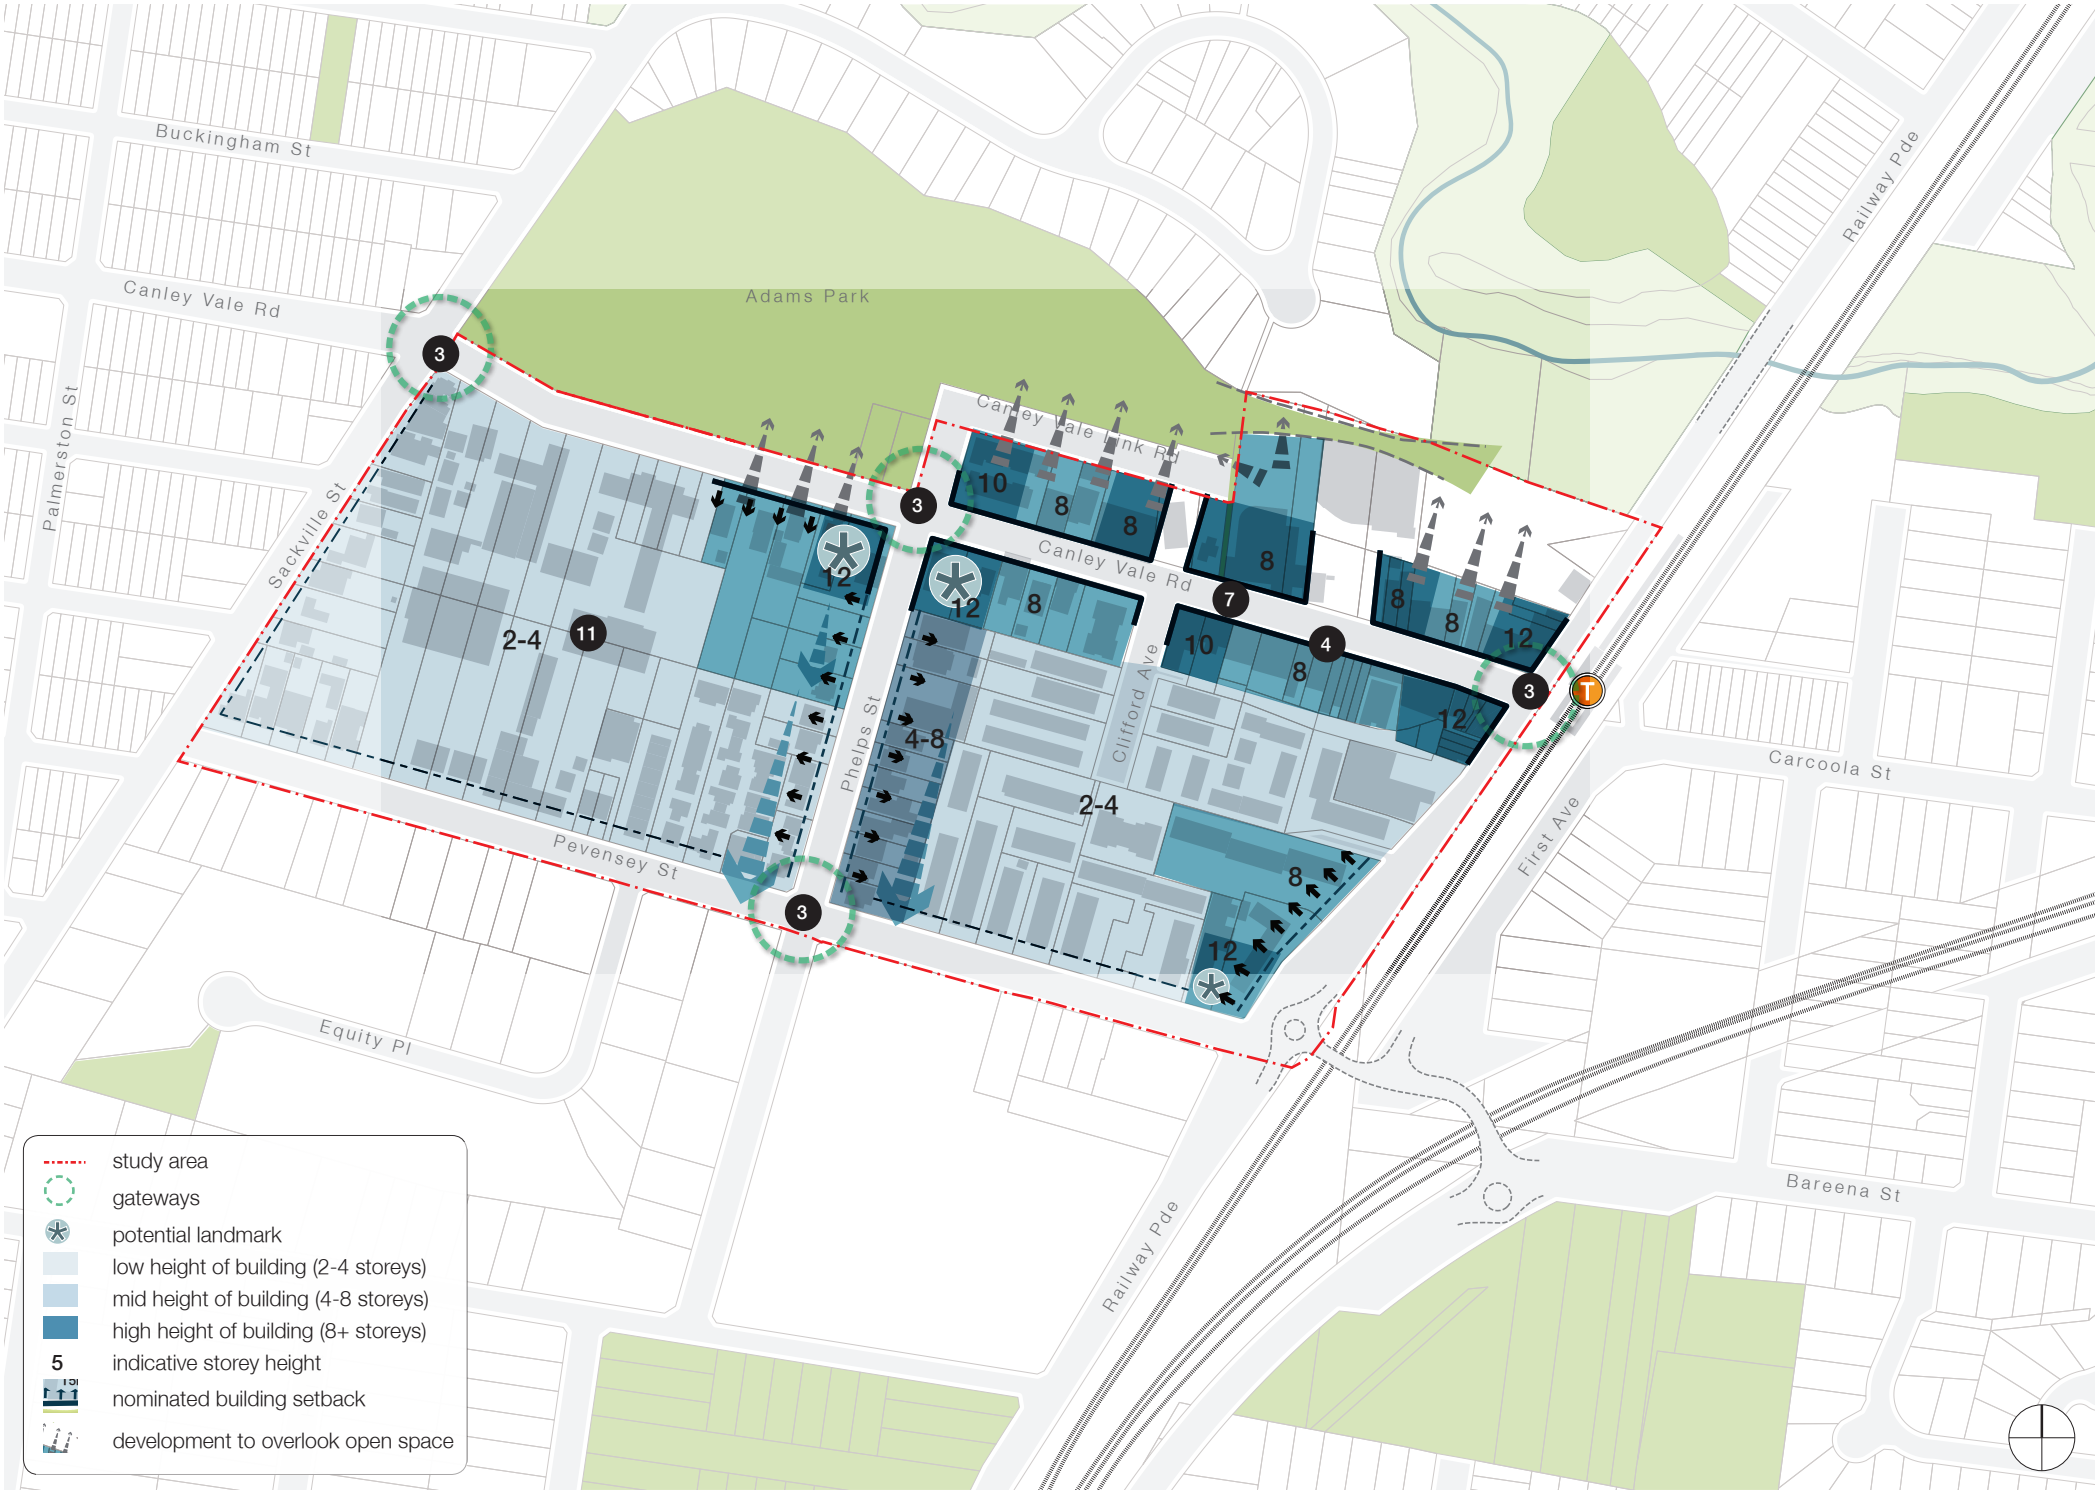 Buckingham St
Railway Pde
Canley Vale Rd
Adams Park
3
Palmerston St
Canley Vale Link Rd
10
8
8
3
Sackville St
12
Canley Vale Rd
8
12
8
7
8
8
12
11
2-4
10
4
8
12
3
T
Clifford Ave
Phelps St
4-8
2-4
Carcoola St
First Ave
Pevensey St
8
3
12
Equity Pl
Bareena St
Railway Pde
study area
gateways
potential landmark
low height of building (2-4 storeys)
mid height of building (4-8 storeys)
high height of building (8+ storeys)
5 indicative storey height
nominated building setback
development to overlook open space